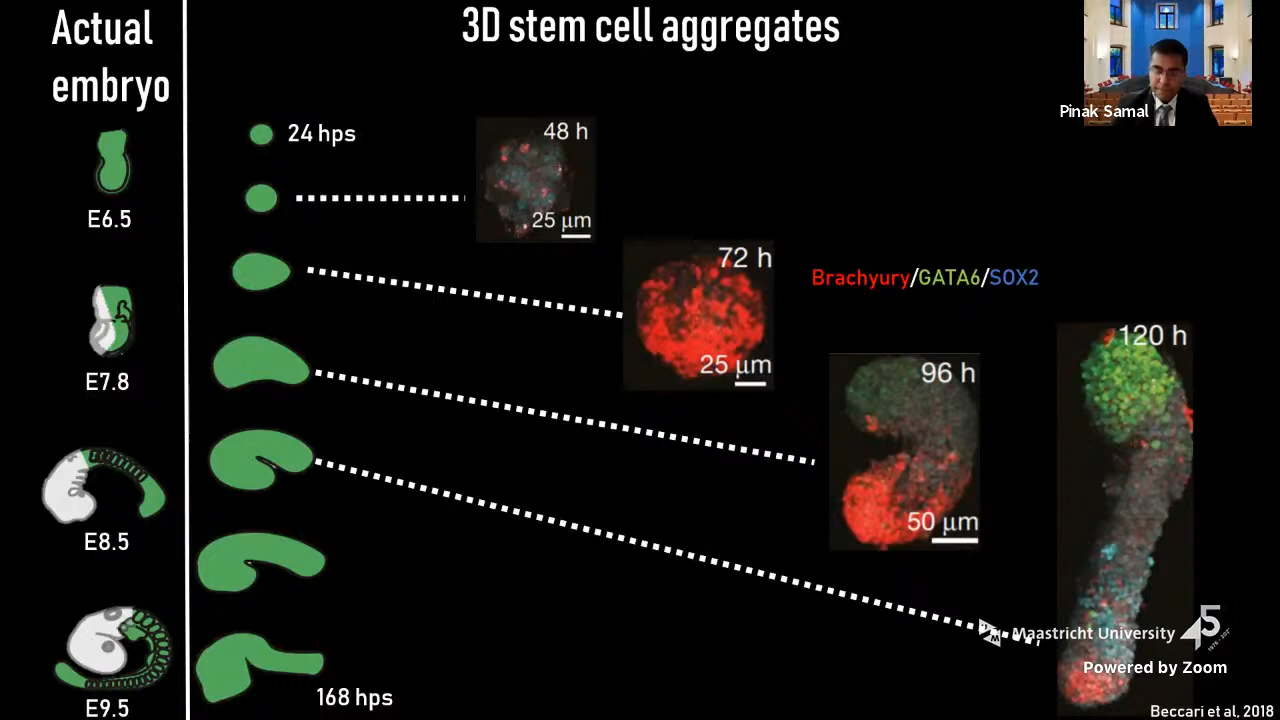 Actual
embryo
3D stem cell aggregates
Pinak Samal
24 hps
48 h
25 µm
E6.5
72 h
25 µm
Brachyury/GATA6/SOX2
E7.8
96 h
50 µm
120 h
E8.5
Maastricht University
45
Powered by Zoom
168 hps
E9.5
Beccari et al, 2018